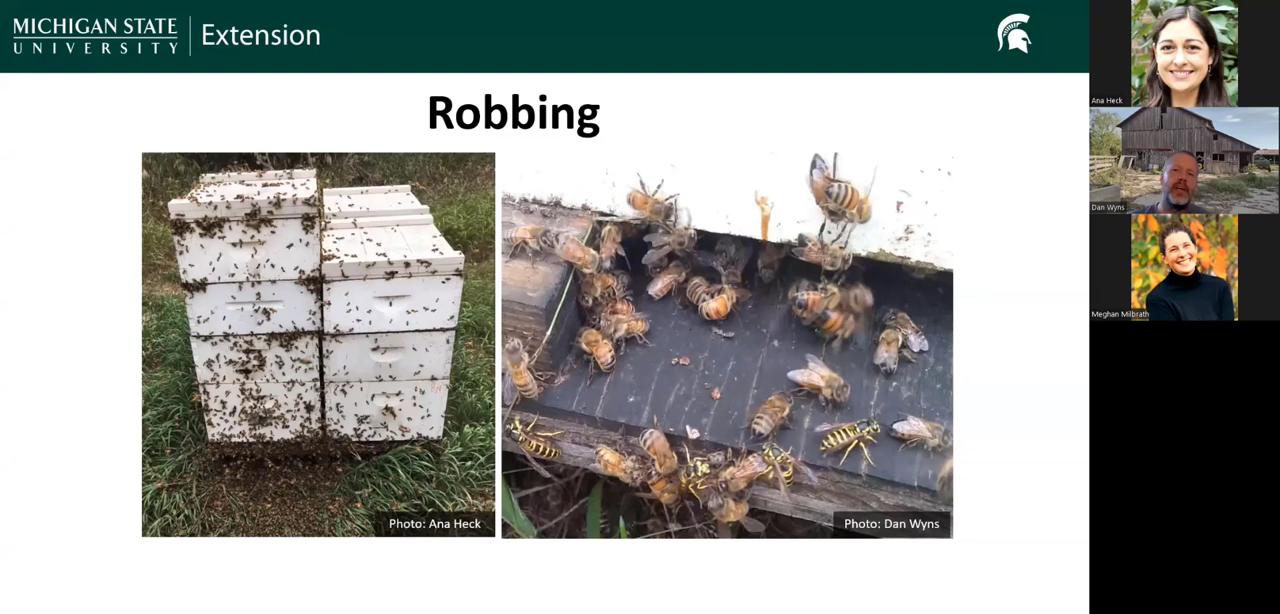 MICHIGAN STATE
UNIVERSITY
Extension
Robbing
Photo: Ana Heck
Photo: Dan Wyns
Ana Heck
Dan Wyns
Meghan Milbrath